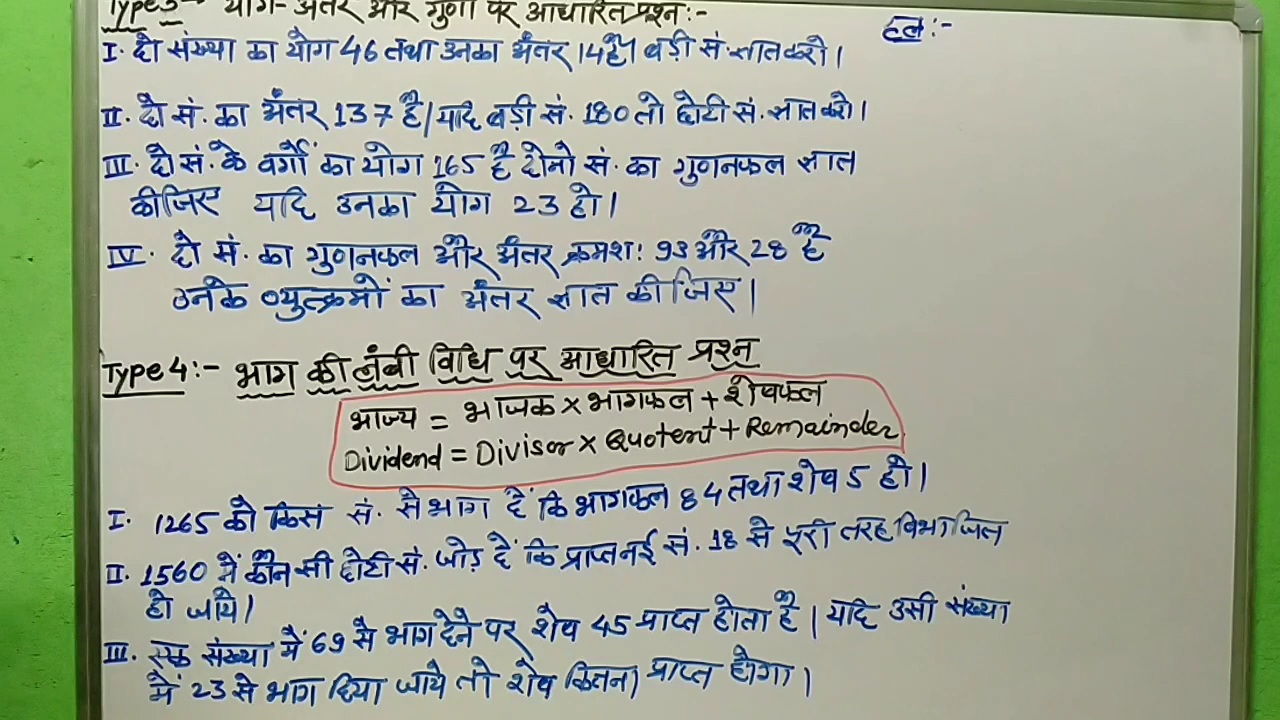 Type 3 योग-अंतर और गुणा पर आधारित प्रश्न:-
हल:-
I. दो संख्या का योग 46 तथा उनका अंतर 14 है। बड़ी सं. ज्ञात करो।
II. दो सं. का अंतर 137 है/यदि बड़ी सं. 180 तो छोटी सं. ज्ञात करो।
III. दो सं. के वर्गों का योग 265 है दोनो सं. का गुणनफल ज्ञात
कीजिए यदि उनका योग 23 हो।
IV. दो सं. का गुणनफल और अंतर क्रमश: 93 और 28 है
उनके व्युत्क्रमों का अंतर ज्ञात कीजिए।
Type 4:- भाग की लंबी विधि पर आधारित प्रश्न
भाज्य = भाजक × भागफल + शेषफल
Dividend = Divisor × Quotent + Remainder
I. 1265 को किस सं. से भाग दें कि भागफल 84 तथा शेष 5 हो।
II. 1560 में कौन सी छोटी सं. जोड़ दें कि प्राप्त नई सं. 18 से पूरी तरह विभाजित
हो जाये।
III. एक संख्या में 69 से भाग देने पर शेष 45 प्राप्त होता है। यदि उसी संख्या
में 23 से भाग दिया जाये तो शेष कितना प्राप्त होगा।